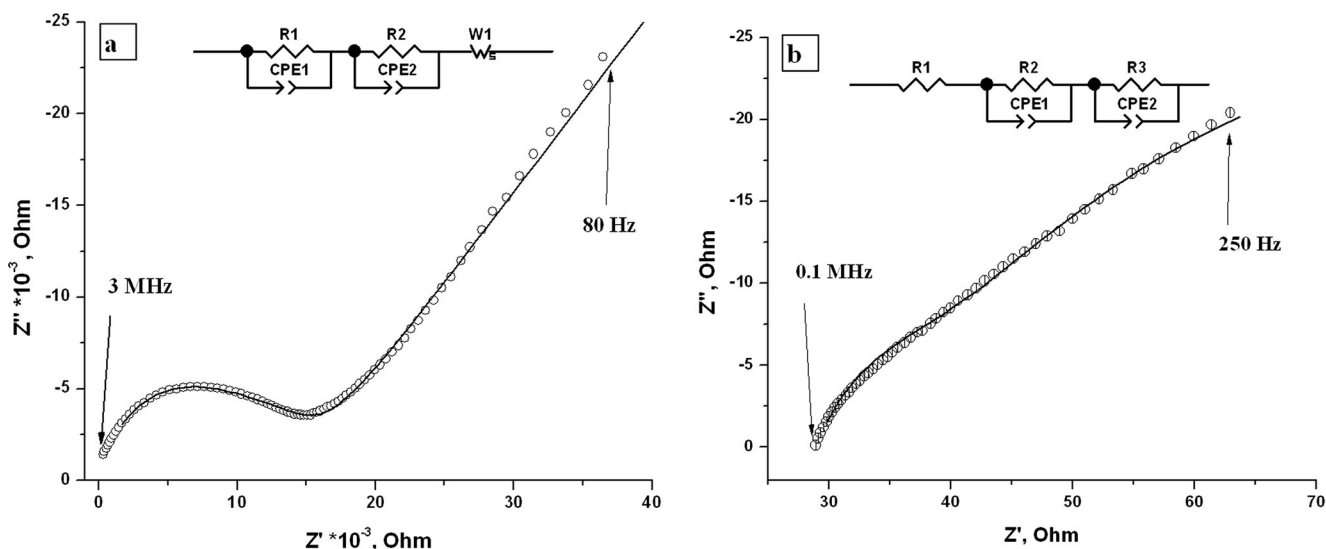 a
R1 R2 W1
CPE1 CPE2 s
-25
-20
-15
-10
-5
0
Z'' *10⁻³, Ohm
3 MHz
80 Hz
0 10 20 30 40
Z' *10⁻³, Ohm
b
R1 R2 R3
CPE1 CPE2
-25
-20
-15
-10
-5
0
Z'', Ohm
0.1 MHz
250 Hz
30 40 50 60 70
Z', Ohm